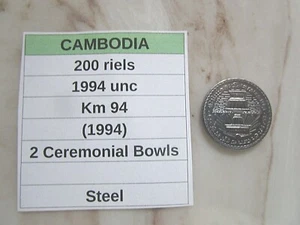 CAMBODIA
200 riels
1994 unc
Km 94
(1994)
2 Ceremonial Bowls
Steel